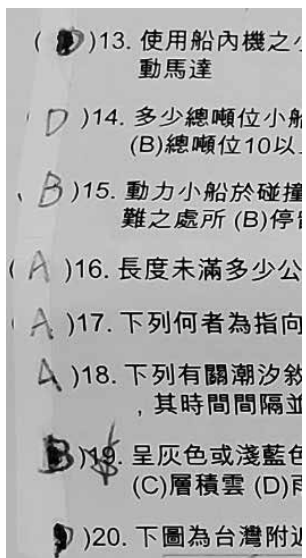 ( D )13. 使用船內機之小
動馬達
( D )14. 多少總噸位小船
(B)總噸位10以
( B )15. 動力小船於碰撞
難之處所 (B)停留
( A )16. 長度未滿多少公
( A )17. 下列何者為指向
A )18. 下列有關潮汐敘
，其時間間隔並
B )19. 呈灰色或淺藍色
(C)層積雲 (D)雨
D )20. 下圖為台灣附近